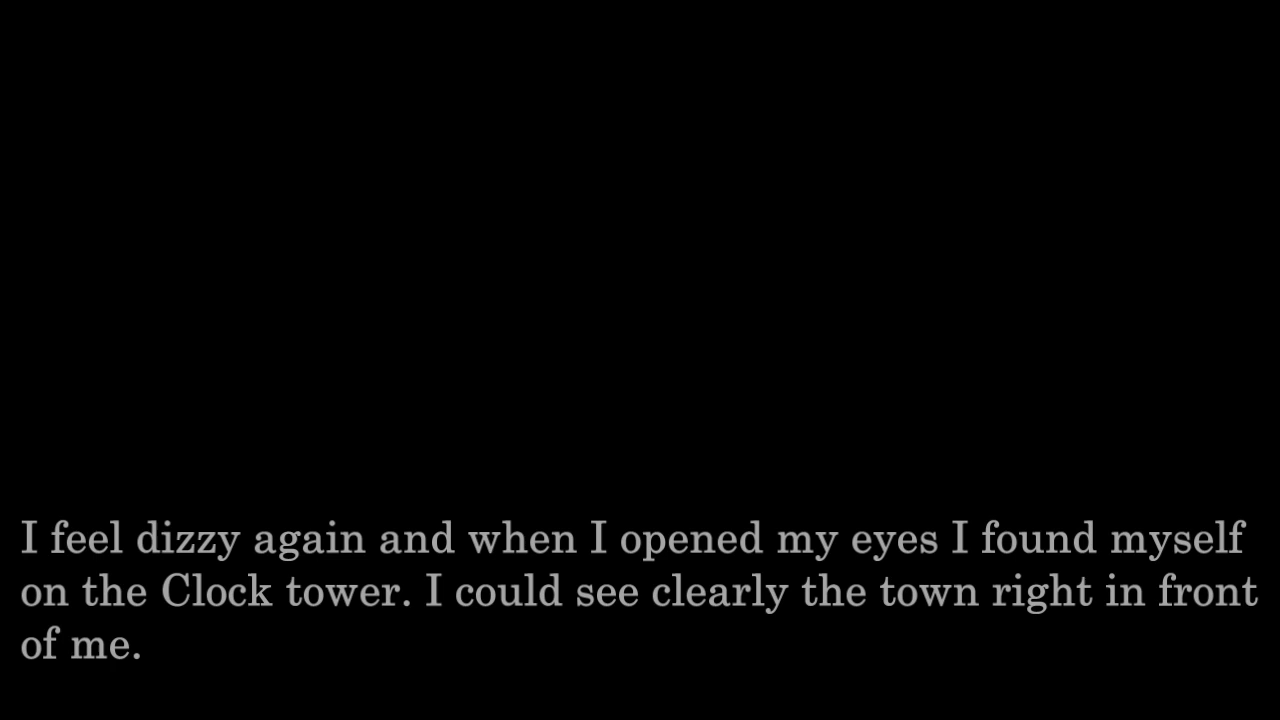 I feel dizzy again and when I opened my eyes I found myself
on the Clock tower. I could see clearly the town right in front
of me.